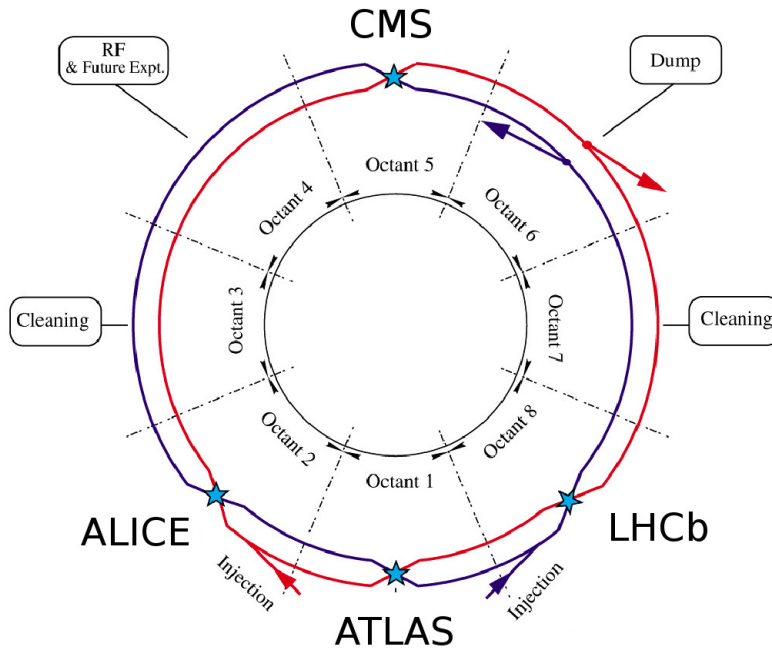 CMS
RF
& Future Expt.
Dump
Octant 5
Octant 4
Octant 6
Octant 3
Octant 7
Cleaning
Cleaning
Octant 2
Octant 8
Octant 1
ALICE
LHCb
Injection
Injection
ATLAS